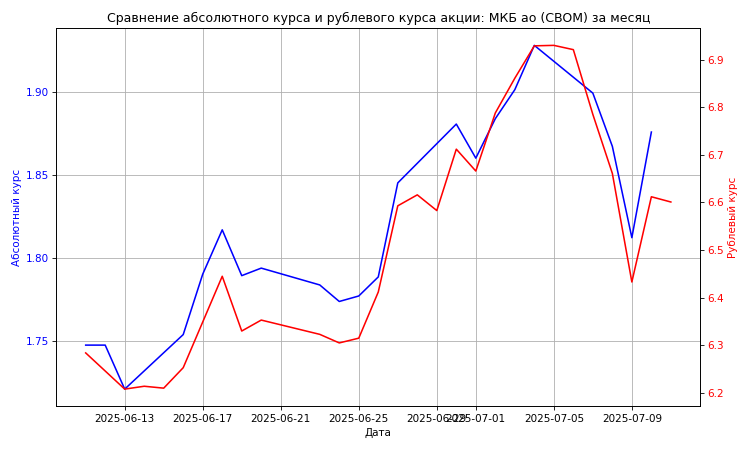 Сравнение абсолютного курса и рублевого курса акции: МКБ ао (CBOM) за месяц
Абсолютный курс
1.90
1.85
1.80
1.75
6.9
6.8
6.7
6.6
6.5
6.4
6.3
6.2
Рублевый курс
2025-06-13 2025-06-17 2025-06-21 2025-06-25 2025-06-29 2025-07-01 2025-07-05 2025-07-09
Дата